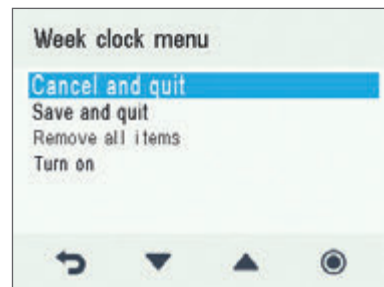 Week clock menu
Cancel and quit
Save and quit
Remove all items
Turn on